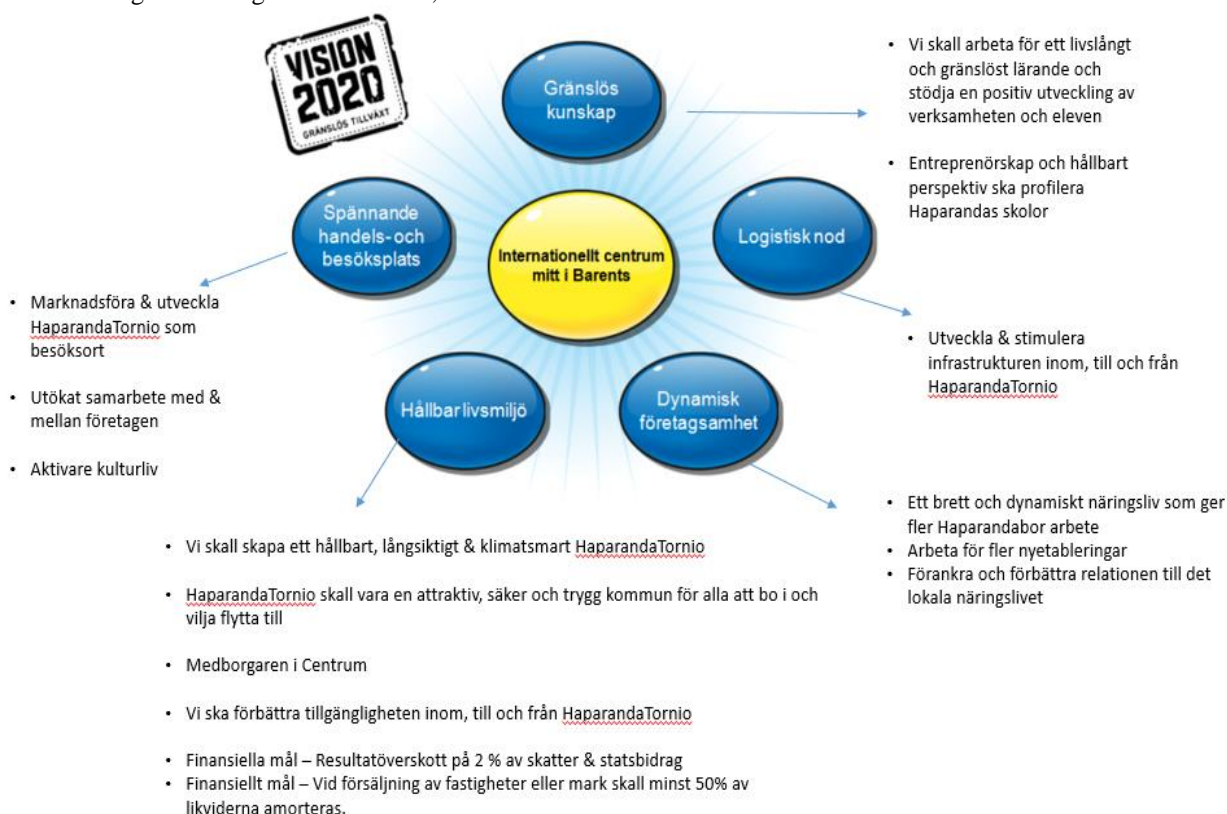 VISION
2020
GRÄNSLÖS TILLVÄXT
Gränslös
kunskap
• Vi skall arbeta för ett livslångt
och gränslöst lärande och
stödja en positiv utveckling av
verksamheten och eleven
• Entreprenörskap och hållbart
perspektiv ska profilera
Haparandas skolor
Spännande
handels-och
besöksplats
Internationellt centrum
mitt i Barents
Logistisk nod
• Marknadsföra & utveckla
HaparandaTornio som
besöksort
• Utökat samarbete med &
mellan företagen
• Aktivare kulturliv
• Utveckla & stimulera
infrastrukturen inom, till och från
HaparandaTornio
Hållbar livsmiljö
Dynamisk
företagsamhet
• Ett brett och dynamiskt näringsliv som ger
fler Haparandabor arbete
• Arbeta för fler nyetableringar
• Förankra och förbättra relationen till det
lokala näringslivet
• Vi skall skapa ett hållbart, långsiktigt & klimatsmart HaparandaTornio
• HaparandaTornio skall vara en attraktiv, säker och trygg kommun för alla att bo i och
vilja flytta till
• Medborgaren i Centrum
• Vi ska förbättra tillgängligheten inom, till och från HaparandaTornio
• Finansiella mål – Resultatöverskott på 2 % av skatter & statsbidrag
• Finansiellt mål – Vid försäljning av fastigheter eller mark skall minst 50% av
likviderna amorteras.